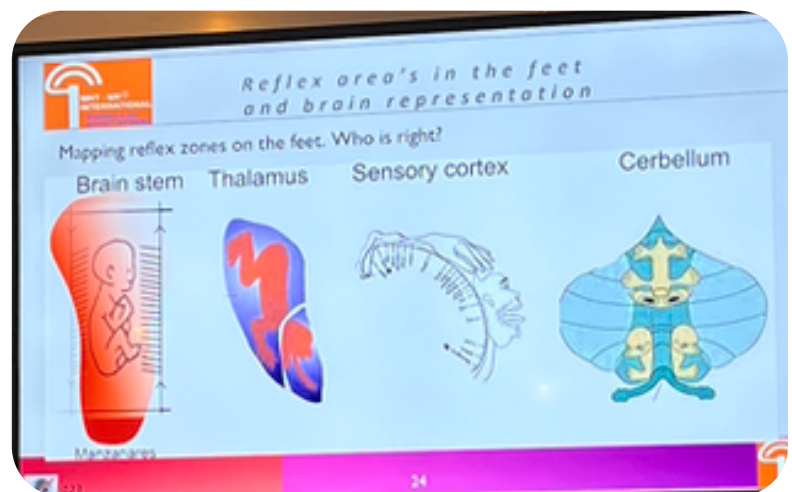 Reflex area's in the feet
and brain representation
INTERNATIONAL
Mapping reflex zones on the feet. Who is right?
Brain stem Thalamus Sensory cortex Cerbellum
Manzanares
24